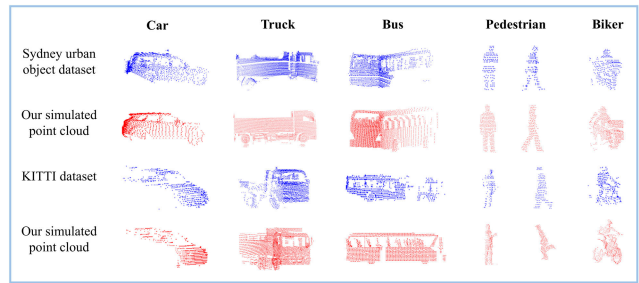 Car Truck Bus Pedestrian Biker
Sydney urban
object dataset
Our simulated
point cloud
KITTI dataset
Our simulated
point cloud